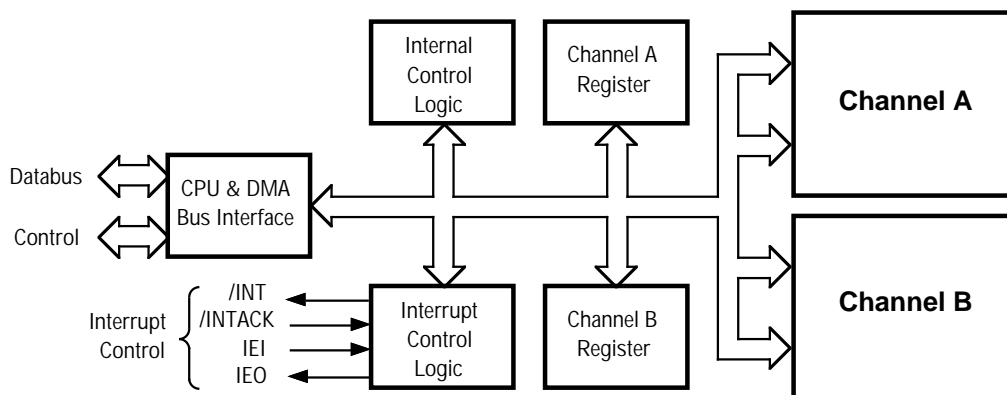 Internal
Control
Logic
Channel A
Register
Channel A
Databus
CPU & DMA
Bus Interface
Control
Channel B
/INT
/INTACK
IEI
IEO
Interrupt
Control
Interrupt
Control
Logic
Channel B
Register